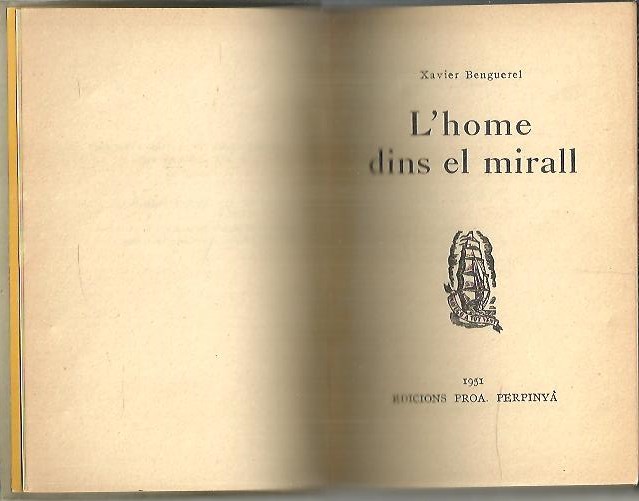 Xavier Benguerel
L'home
dins el mirall
1951
EDICIONS PROA. PERPINYÀ